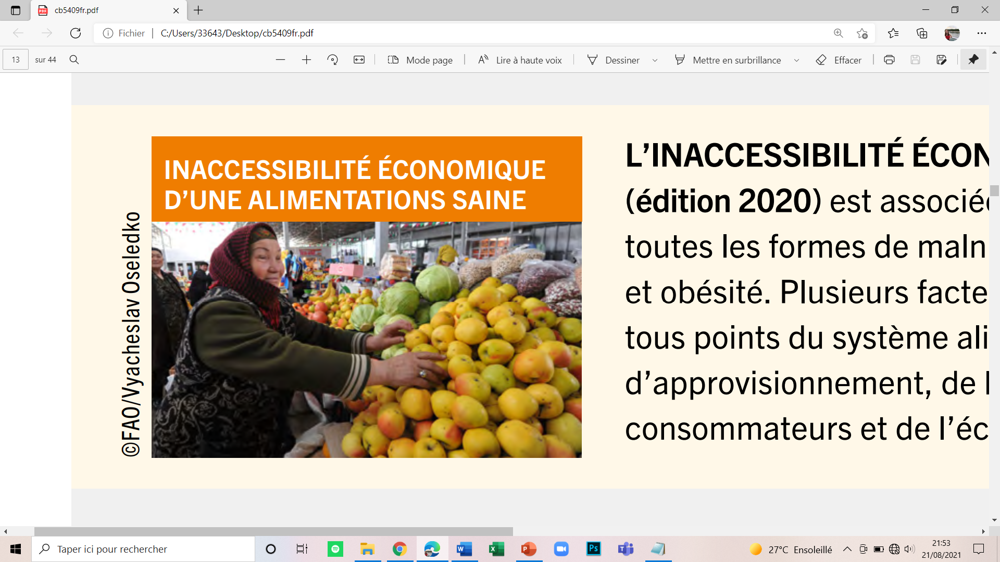 cb5409fr.pdf
Fichier
C:/Users/33643/Desktop/cb5409fr.pdf
13 sur 44
Mode page
Lire à haute voix
Dessiner
Mettre en surbrillance
Effacer
INACCESSIBILITÉ ÉCONOMIQUE
D’UNE ALIMENTATIONS SAINE
©FAO/Vyacheslav Oseledko
L’INACCESSIBILITÉ ÉCON
(édition 2020) est associé
toutes les formes de maln
et obésité. Plusieurs facte
tous points du système ali
d’approvisionnement, de l
consommateurs et de l’éc
Taper ici pour rechercher
27°C Ensoleillé
21:53
21/08/2021